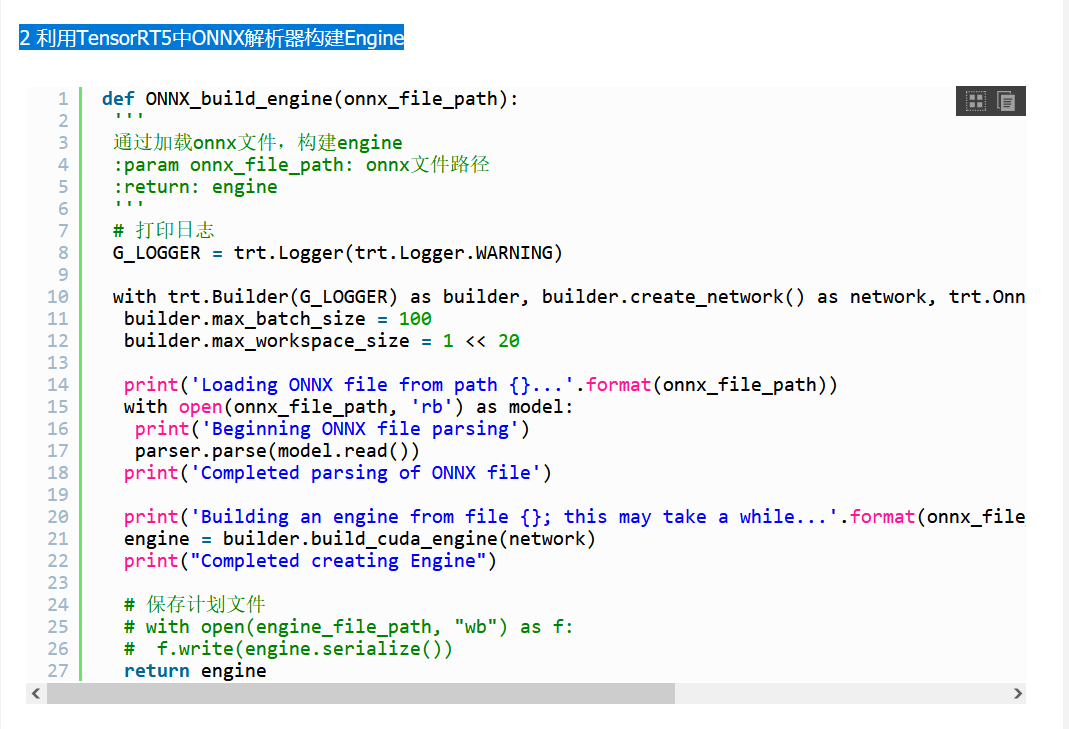 2 利用TensorRT5中ONNX解析器构建Engine
1 def ONNX_build_engine(onnx_file_path):
2 '''
3 通过加载onnx文件，构建engine
4 :param onnx_file_path: onnx文件路径
5 :return: engine
6 '''
7 # 打印日志
8 G_LOGGER = trt.Logger(trt.Logger.WARNING)
9
10 with trt.Builder(G_LOGGER) as builder, builder.create_network() as network, trt.Onn
11 builder.max_batch_size = 100
12 builder.max_workspace_size = 1 << 20
13
14 print('Loading ONNX file from path {}...'.format(onnx_file_path))
15 with open(onnx_file_path, 'rb') as model:
16 print('Beginning ONNX file parsing')
17 parser.parse(model.read())
18 print('Completed parsing of ONNX file')
19
20 print('Building an engine from file {}; this may take a while...'.format(onnx_file
21 engine = builder.build_cuda_engine(network)
22 print("Completed creating Engine")
23
24 # 保存计划文件
25 # with open(engine_file_path, "wb") as f:
26 #  f.write(engine.serialize())
27 return engine